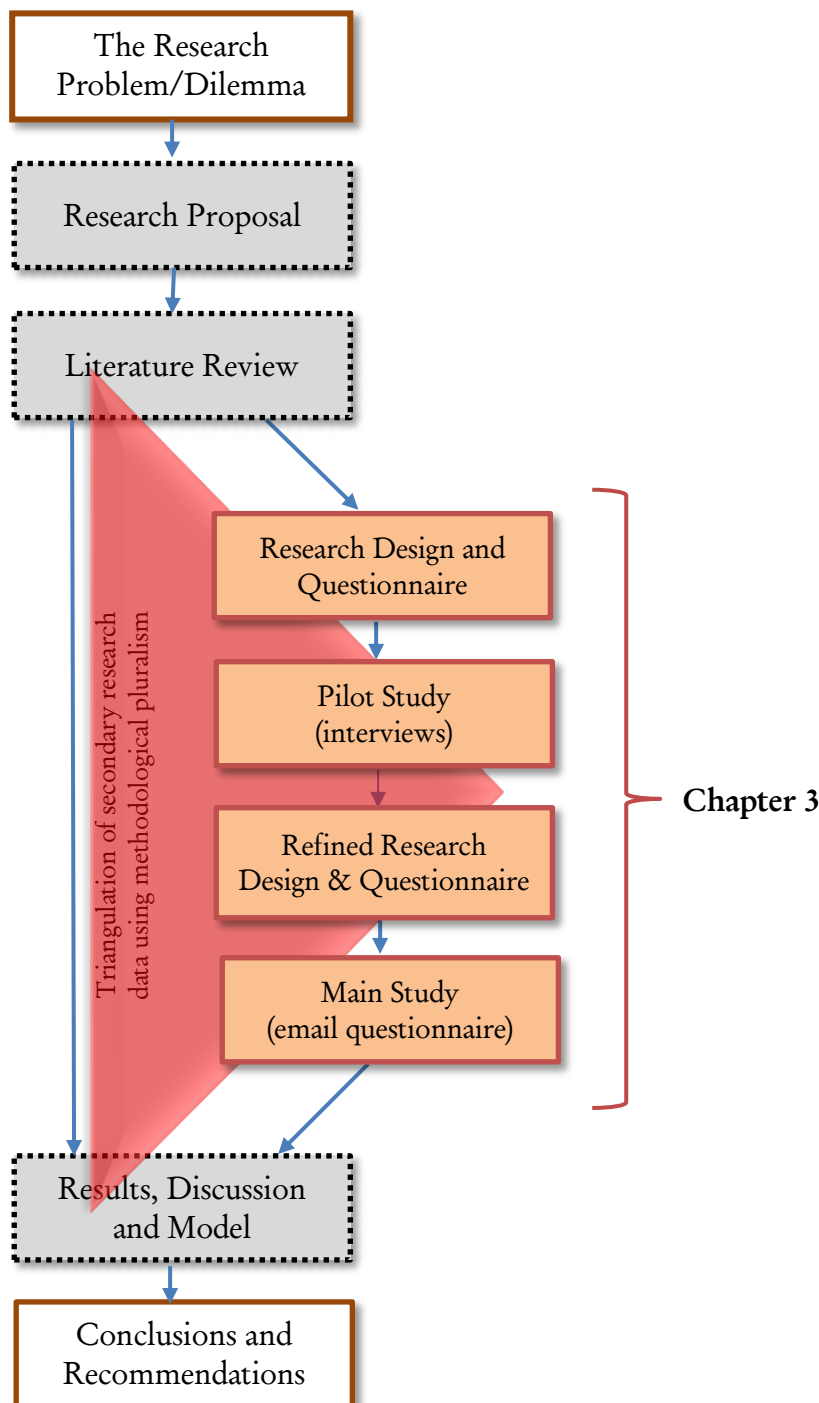 The Research
Problem/Dilemma
Research Proposal
Literature Review
Triangulation of secondary research
data using methodological pluralism
Research Design and
Questionnaire
Pilot Study
(interviews)
Refined Research
Design & Questionnaire
Main Study
(email questionnaire)
Chapter 3
Results, Discussion
and Model
Conclusions and
Recommendations